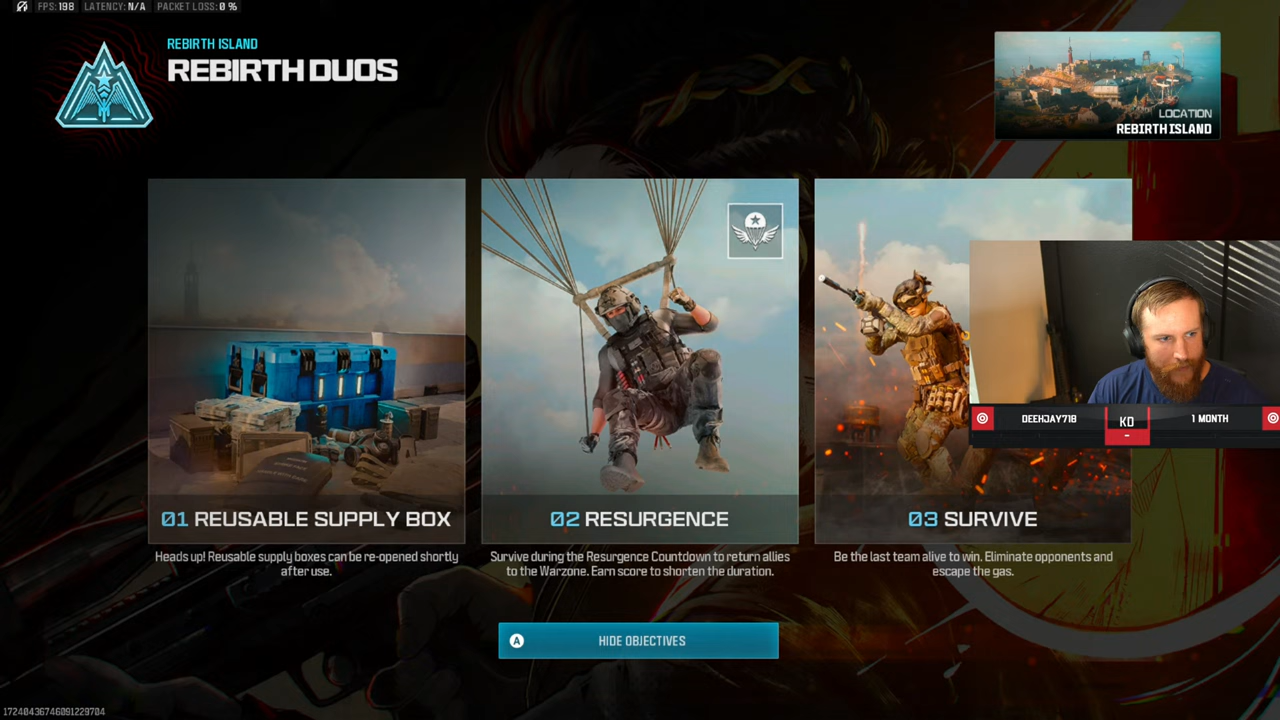 FPS: 198 LATENCY: N/A PACKET LOSS: 0 %
REBIRTH ISLAND
REBIRTH DUOS
LOCATION
REBIRTH ISLAND
01 REUSABLE SUPPLY BOX
Heads up! Reusable supply boxes can be re-opened shortly
after use.
02 RESURGENCE
Survive during the Resurgence Countdown to return allies
to the Warzone. Earn score to shorten the duration.
03 SURVIVE
Be the last team alive to win. Eliminate opponents and
escape the gas.
DEEHJAY718 KD 1 MONTH
-
A HIDE OBJECTIVES
17240436746091229704